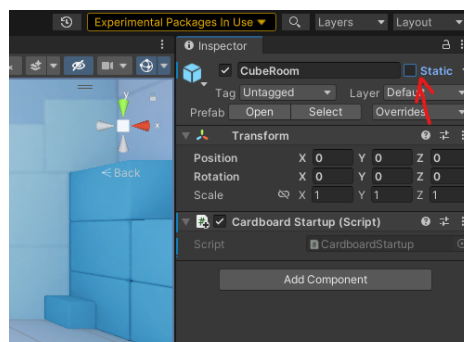 Experimental Packages In Use ▼
Layers
Layout
Inspector
CubeRoom
Static
Tag Untagged
Layer Default
Prefab Open Select Overrides
y
Back
Transform
Position X 0 Y 0 Z 0
Rotation X 0 Y 0 Z 0
Scale X 1 Y 1 Z 1
Cardboard Startup (Script)
Script CardboardStartup
Add Component